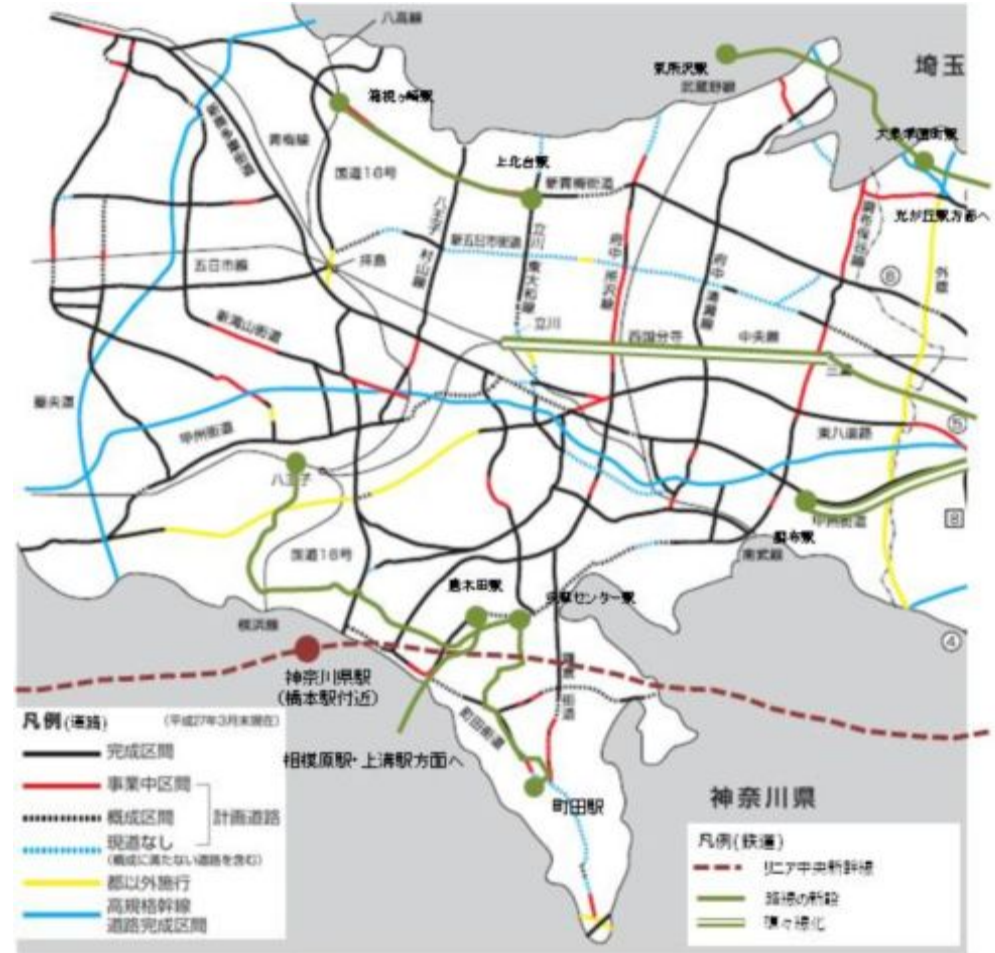 八高線
埼玉
東所沢駅
武蔵野線
箱根ヶ崎駅
大泉学園町駅
青梅線
国道16号
上北台駅
新青梅街道
光が丘駅方面へ
八王子
村山線
立川
東大和線
新五日市街道
府中
所沢線
府中
清瀬線
調布保谷線
外環
⑥
五日市線
拝島
新滝山街道
立川
西国分寺
中央線
三鷹
圏央道
甲州街道
東八道路
⑤
八王子
甲州街道
調布駅
8
南武線
国道16号
唐木田駅
多摩センター駅
横浜線
④
神奈川県駅
(橋本駅付近)
町田街道
街道
相模原駅・上溝駅方面へ
町田駅
神奈川県
凡例(道路)
(平成27年3月末現在)
完成区間
事業中区間
概成区間
計画道路
現道なし
(概成に満たない道路を含む)
都以外施行
高規格幹線
道路完成区間
凡例(鉄道)
リニア中央新幹線
路線の新設
複々線化